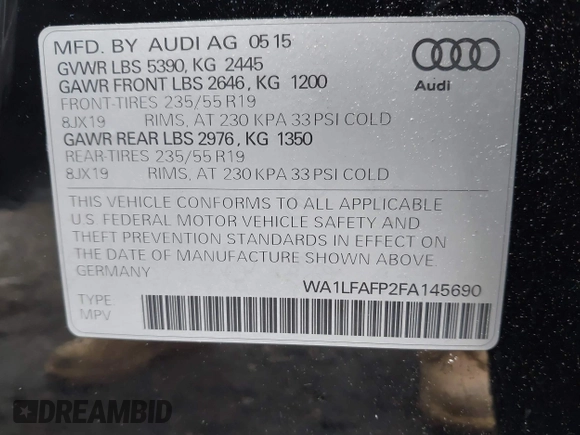 MFD. BY AUDI AG 05 15
GVWR LBS 5390, KG 2445
GAWR FRONT LBS 2646, KG 1200
FRONT-TIRES 235/55 R19
8JX19 RIMS, AT 230 KPA 33 PSI COLD
GAWR REAR LBS 2976, KG 1350
REAR-TIRES 235/55 R19
8JX19 RIMS, AT 230 KPA 33 PSI COLD
Audi
THIS VEHICLE CONFORMS TO ALL APPLICABLE
U.S. FEDERAL MOTOR VEHICLE SAFETY AND
THEFT PREVENTION STANDARDS IN EFFECT ON
THE DATE OF MANUFACTURE SHOWN ABOVE
GERMANY
WA1LFAFP2FA145690
TYPE
MPV
DREAMBID